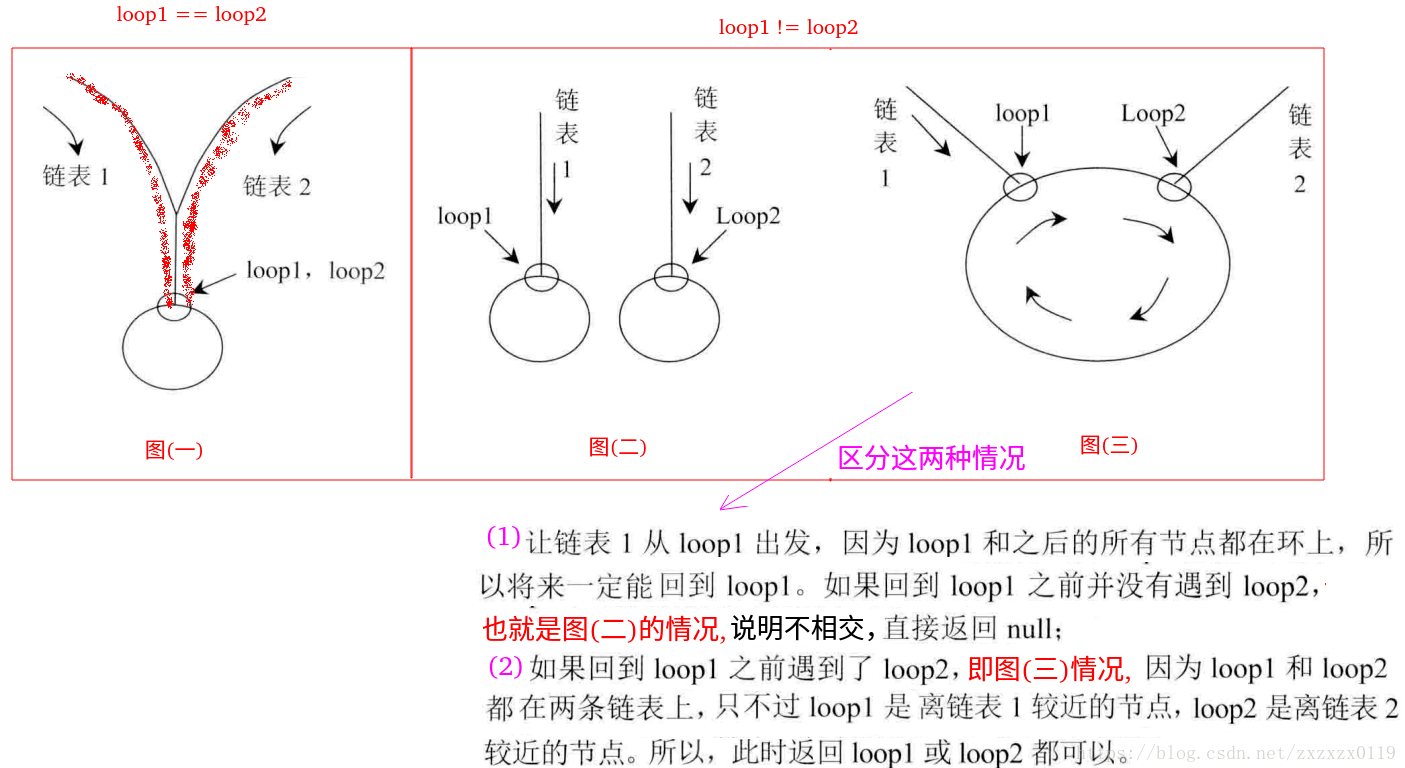 loop1 == loop2
loop1 != loop2
链表 1
链表 2
loop1，loop2
图(一)
链表1
链表2
loop1
Loop2
图(二)
链表1
loop1
Loop2
链表2
图(三)
区分这两种情况
(1) 让链表 1 从 loop1 出发，因为 loop1 和之后的所有节点都在环上，所
以将来一定能回到 loop1。如果回到 loop1 之前并没有遇到 loop2，
也就是图(二)的情况,说明不相交，直接返回 null；
(2) 如果回到 loop1 之前遇到了 loop2，即图(三)情况, 因为 loop1 和 loop2
都在两条链表上，只不过 loop1 是离链表 1 较近的节点，loop2 是离链表 2
较近的节点。所以，此时返回 loop1 或 loop2 都可以。
https://blog.csdn.net/zxzxzx0119